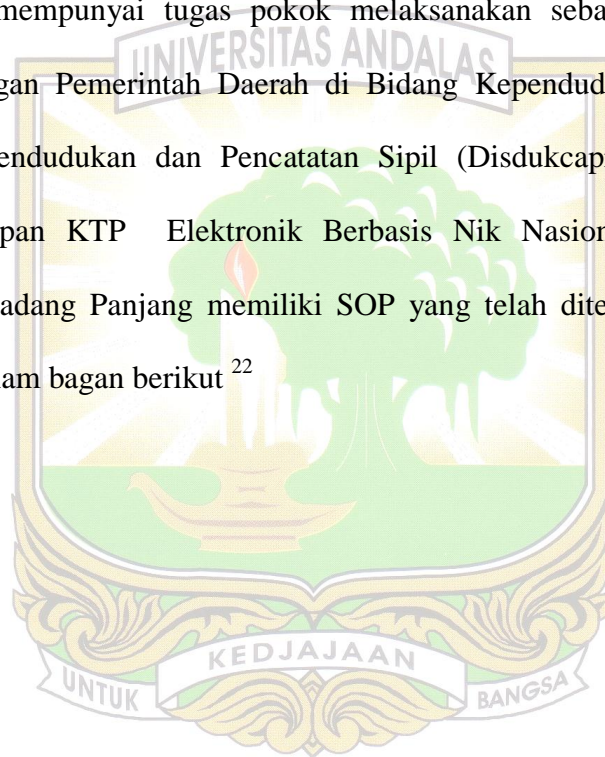 mempunyai tugas pokok melaksanakan seba
UNIVERSITAS ANDALAS
gan Pemerintah Daerah di Bidang Kependud
endudukan dan Pencatatan Sipil (Disdukcap
pan KTP Elektronik Berbasis Nik Nasion
adang Panjang memiliki SOP yang telah dite
lam bagan berikut 22
UNTUK KEDJAJAAN BANGSA